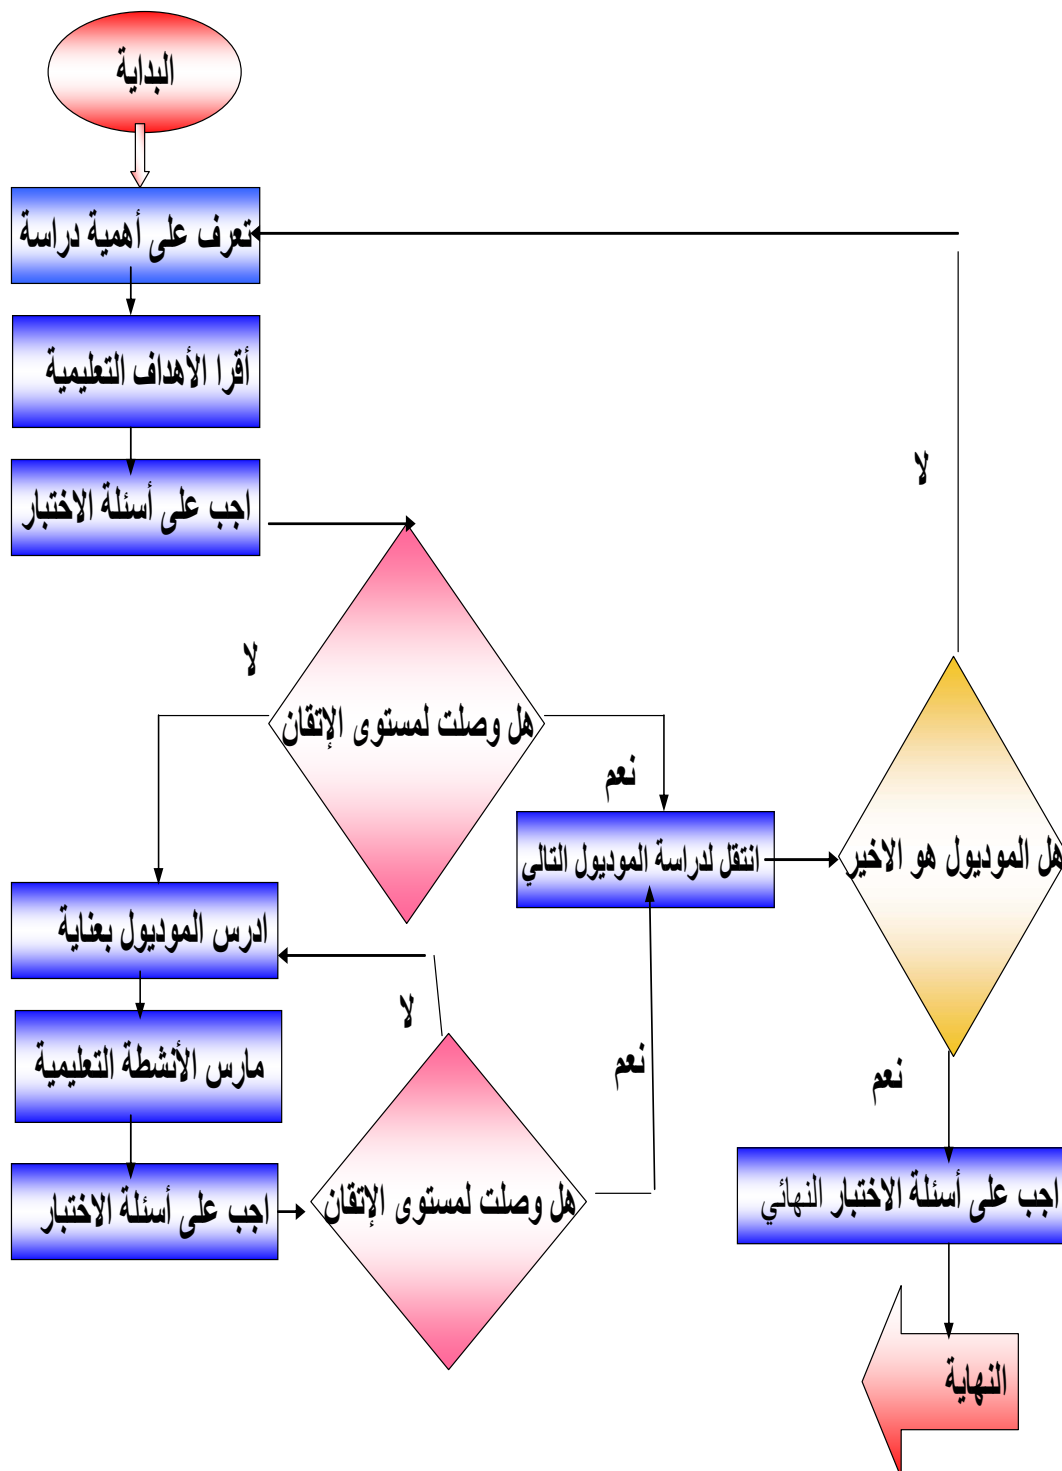 البداية
تعرف على أهمية دراسة
أقرا الأهداف التعليمية
اجب على أسئلة الاختبار
هل وصلت لمستوى الإتقان
لا
نعم
ادرس الموديول بعناية
مارس الأنشطة التعليمية
اجب على أسئلة الاختبار
هل وصلت لمستوى الإتقان
لا
نعم
انتقل لدراسة الموديول التالي
هل الموديول هو الاخير
لا
نعم
اجب على أسئلة الاختبار النهائي
النهاية